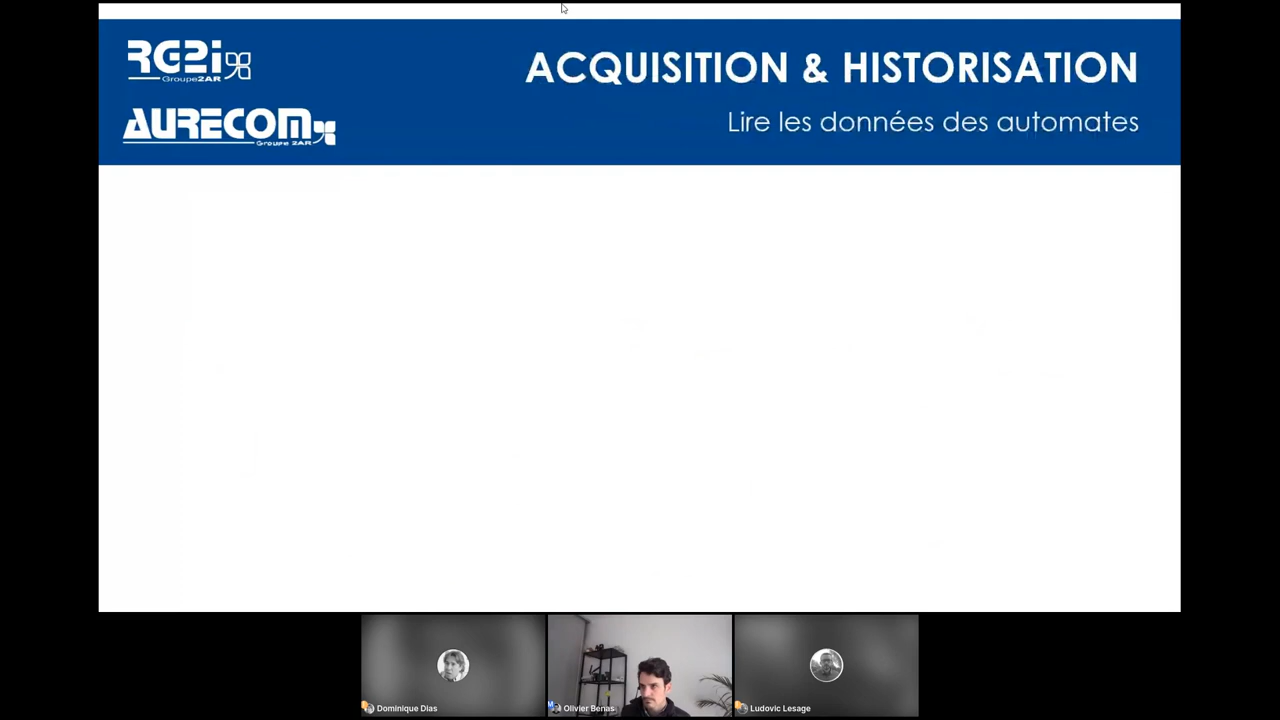 RG2i
Groupe2AR
AURECOM
Groupe 2AR
ACQUISITION & HISTORISATION
Lire les données des automates
Dominique Dias
Olivier Benas
Ludovic Lesage